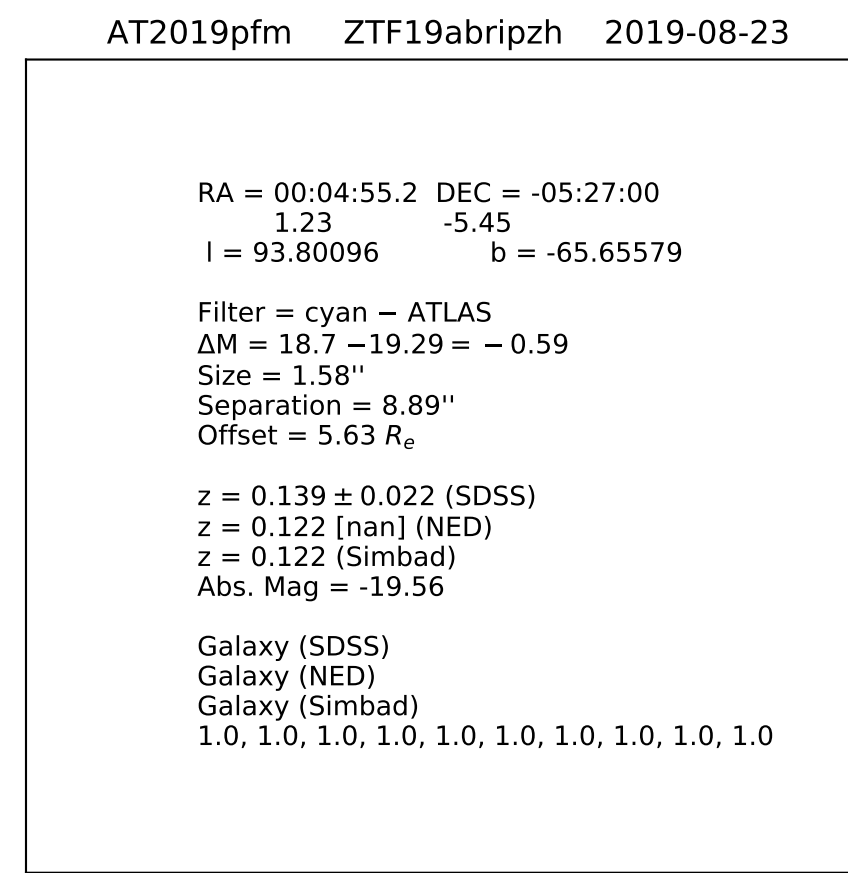 AT2019pfm ZTF19abripzh 2019-08-23
RA = 00:04:55.2 DEC = -05:27:00
1.23 -5.45
l = 93.80096 b = -65.65579
Filter = cyan − ATLAS
ΔM = 18.7 −19.29 = − 0.59
Size = 1.58''
Separation = 8.89''
Offset = 5.63 Rₑ
z = 0.139 ± 0.022 (SDSS)
z = 0.122 [nan] (NED)
z = 0.122 (Simbad)
Abs. Mag = -19.56
Galaxy (SDSS)
Galaxy (NED)
Galaxy (Simbad)
1.0, 1.0, 1.0, 1.0, 1.0, 1.0, 1.0, 1.0, 1.0, 1.0